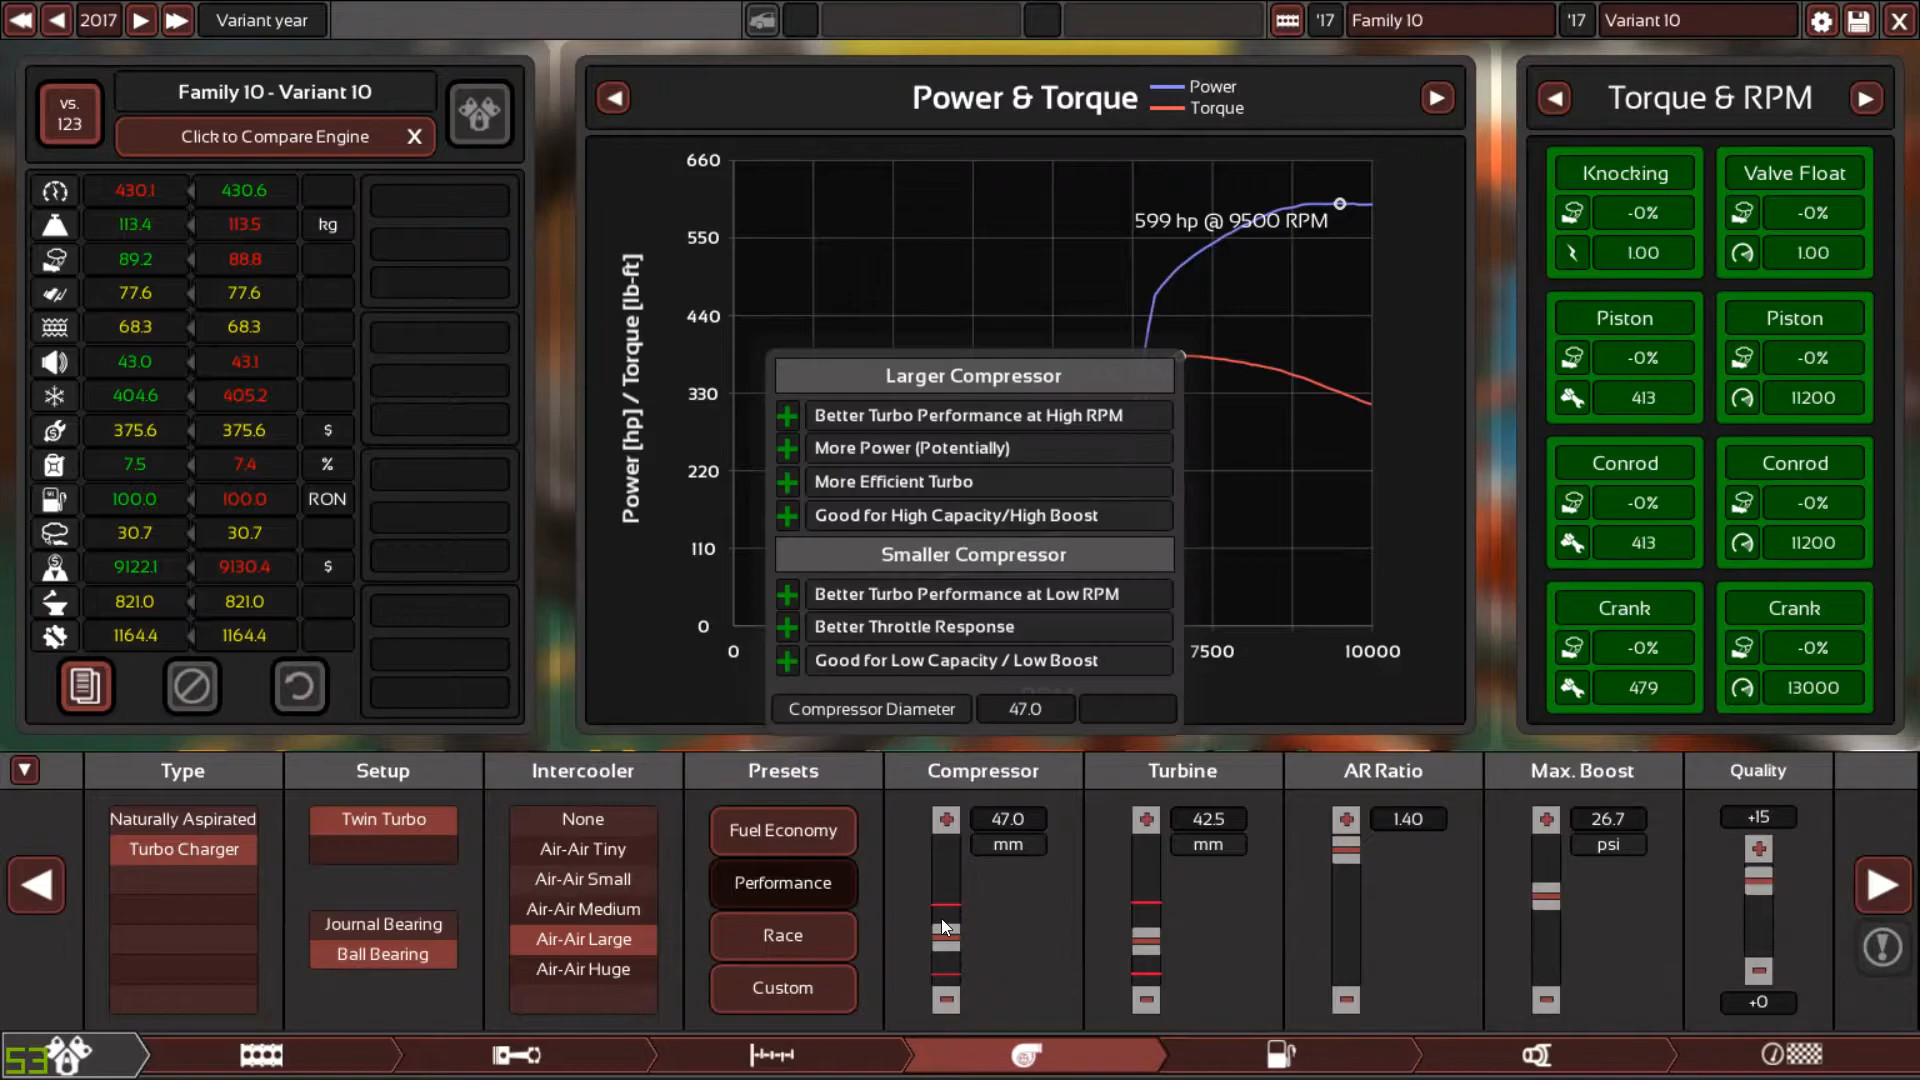 2017
Variant year
'17
Family 10
'17
Variant 10
vs. 123
Family 10 - Variant 10
Click to Compare Engine
X
430.1 430.6
113.4 113.5 kg
89.2 88.8
77.6 77.6
68.3 68.3
43.0 43.1
404.6 405.2
375.6 375.6 $
7.5 7.4 %
100.0 100.0 RON
30.7 30.7
9122.1 9130.4 $
821.0 821.0
1164.4 1164.4
Power & Torque
Power
Torque
Power [hp] / Torque [lb-ft]
660
550
440
330
220
110
0
0 7500 10000
599 hp @ 9500 RPM
Larger Compressor
Better Turbo Performance at High RPM
More Power (Potentially)
More Efficient Turbo
Good for High Capacity/High Boost
Smaller Compressor
Better Turbo Performance at Low RPM
Better Throttle Response
Good for Low Capacity / Low Boost
RPM
Compressor Diameter 47.0
Torque & RPM
Knocking Valve Float
-0% -0%
1.00 1.00
Piston Piston
-0% -0%
413 11200
Conrod Conrod
-0% -0%
413 11200
Crank Crank
-0% -0%
479 13000
Type
Naturally Aspirated
Turbo Charger
Setup
Twin Turbo
Journal Bearing
Ball Bearing
Intercooler
None
Air-Air Tiny
Air-Air Small
Air-Air Medium
Air-Air Large
Air-Air Huge
Presets
Fuel Economy
Performance
Race
Custom
Compressor
47.0
mm
Turbine
42.5
mm
AR Ratio
1.40
Max. Boost
26.7
psi
Quality
+15
+0
53